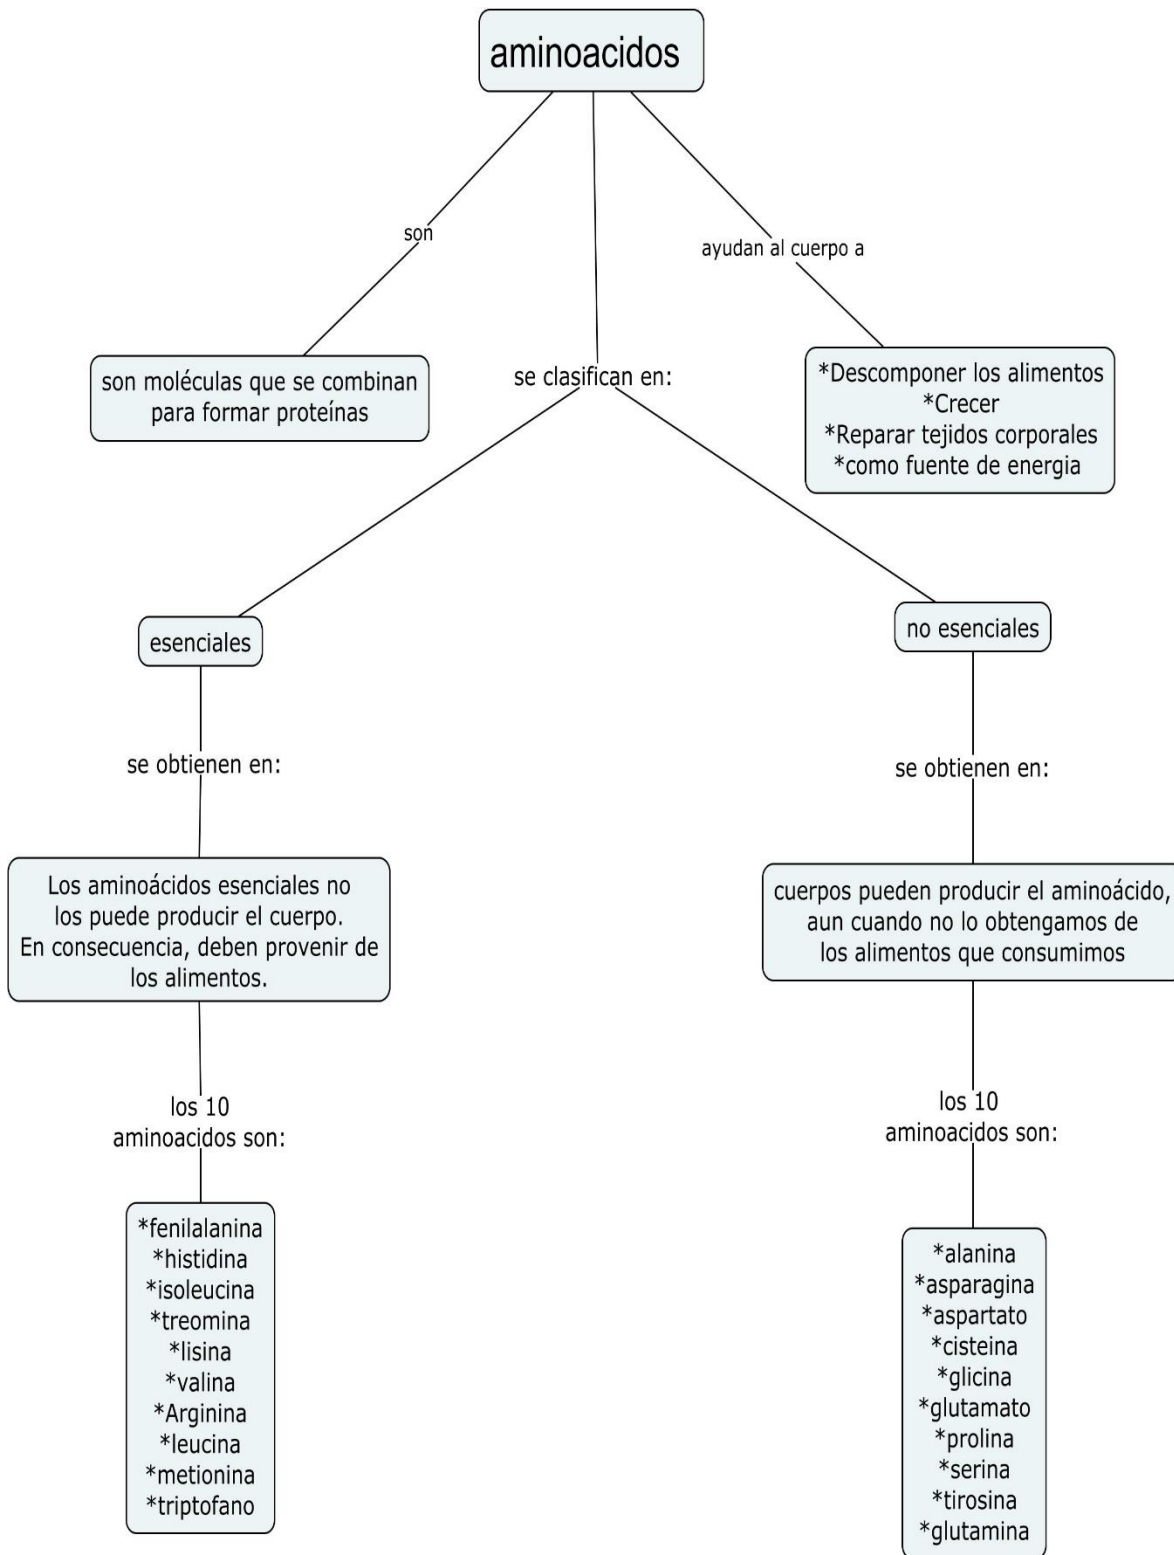 aminoacidos
son
ayudan al cuerpo a
son moléculas que se combinan
para formar proteínas
se clasifican en:
*Descomponer los alimentos
*Crecer
*Reparar tejidos corporales
*como fuente de energia
esenciales
no esenciales
se obtienen en:
se obtienen en:
Los aminoácidos esenciales no
los puede producir el cuerpo.
En consecuencia, deben provenir de
los alimentos.
cuerpos pueden producir el aminoácido,
aun cuando no lo obtengamos de
los alimentos que consumimos
los 10
aminoacidos son:
los 10
aminoacidos son:
*fenilalanina
*histidina
*isoleucina
*treomina
*lisina
*valina
*Arginina
*leucina
*metionina
*triptofano
*alanina
*asparagina
*aspartato
*cisteina
*glicina
*glutamato
*prolina
*serina
*tirosina
*glutamina